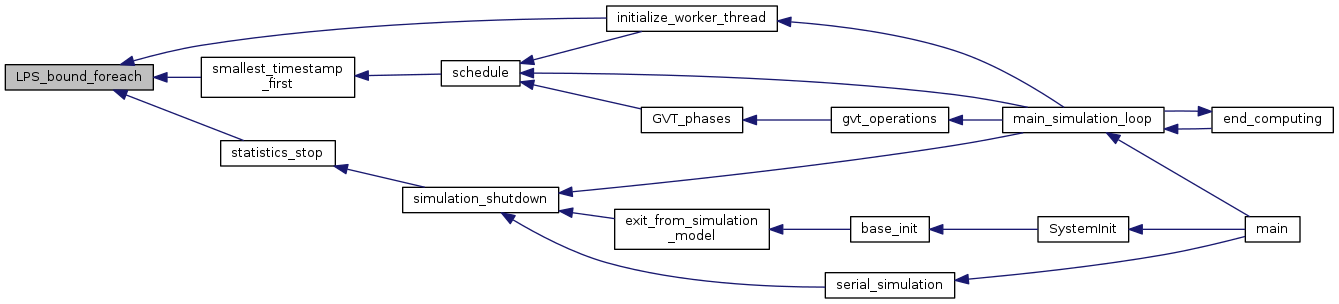 LPS_bound_foreach
initialize_worker_thread
smallest_timestamp
_first
schedule
GVT_phases
gvt_operations
main_simulation_loop
end_computing
statistics_stop
simulation_shutdown
exit_from_simulation
_model
base_init
SystemInit
main
serial_simulation